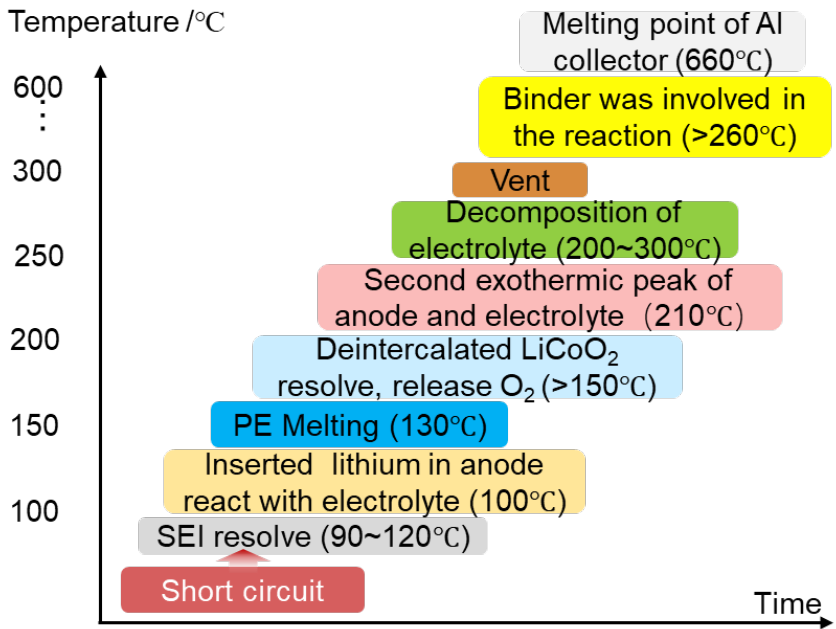 Temperature /℃
Melting point of Al
collector (660℃)
600
⋮
Binder was involved in
the reaction (>260℃)
300
Vent
Decomposition of
electrolyte (200~300℃)
250
Second exothermic peak of
anode and electrolyte （210℃）
200
Deintercalated LiCoO₂
resolve, release O₂ (>150℃)
150
PE Melting (130℃)
Inserted lithium in anode
react with electrolyte (100℃)
100
SEI resolve (90~120℃)
Short circuit
Time